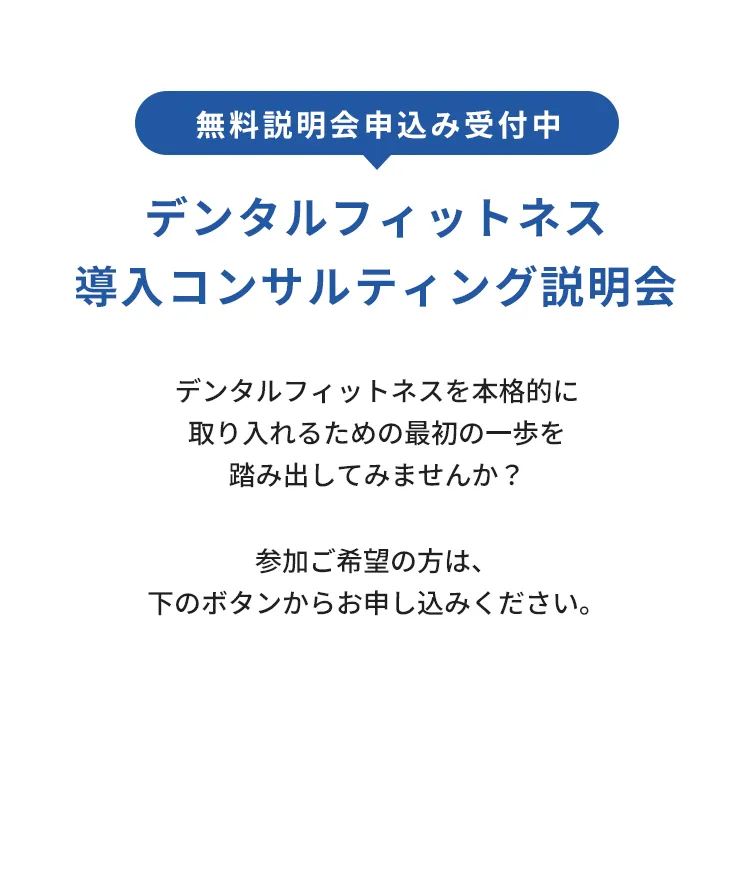 無料説明会申込み受付中
デンタルフィットネス
導入コンサルティング説明会
デンタルフィットネスを本格的に
取り入れるための最初の一歩を
踏み出してみませんか？
参加ご希望の方は、
下のボタンからお申し込みください。